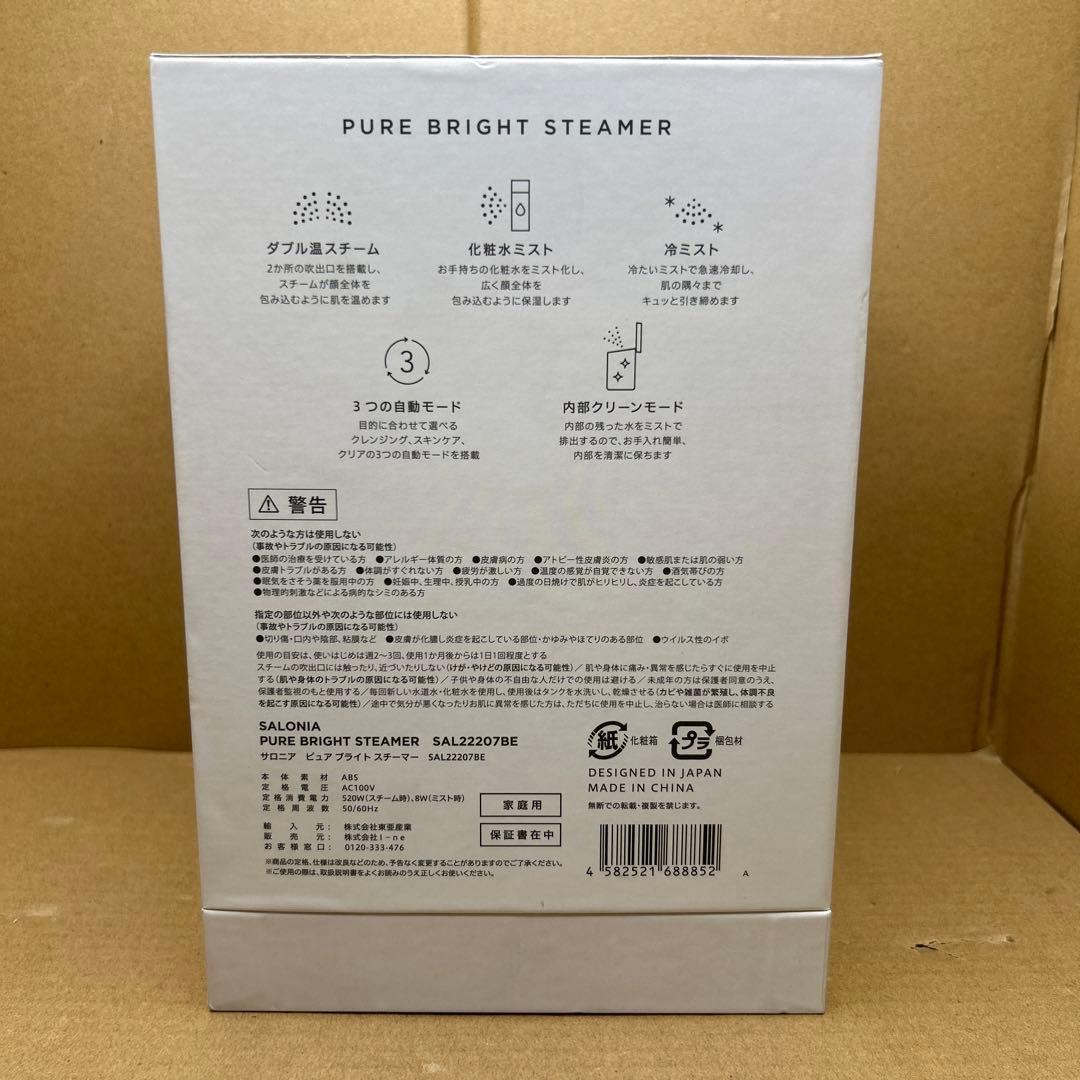 PURE BRIGHT STEAMER
ダブル温スチーム
2か所の吹出口を搭載し、
スチームが顔全体を
包み込むように肌を温めます
化粧水ミスト
お手持ちの化粧水をミスト化し、
広く顔全体を
包み込むように保湿します
冷ミスト
冷たいミストで急速冷却し、
肌の隅々まで
キュッと引き締めます
3
3つの自動モード
目的に合わせて選べる
クレンジング、スキンケア、
クリアの3つの自動モードを搭載
内部クリーンモード
内部の残った水をミストで
排出するので、お手入れ簡単、
内部を清潔に保ちます
警告
次のような方は使用しない
(事故やトラブルの原因になる可能性)
●医師の治療を受けている方 ●アレルギー体質の方 ●皮膚病の方 ●アトピー性皮膚炎の方 ●敏感肌または肌の弱い方
●皮膚トラブルがある方 ●体調がすぐれない方 ●疲労が激しい方 ●温度の感覚が自覚できない方 ●酒気帯びの方
●眠気をさそう薬を服用中の方 ●妊娠中、生理中、授乳中の方 ●過度の日焼けで肌がヒリヒリし、炎症を起こしている方
●物理的刺激などによる病的なシミのある方
指定の部位以外や次のような部位には使用しない
(事故やトラブルの原因になる可能性)
●切り傷・口内や陰部、粘膜など ●皮膚が化膿し炎症を起こしている部位・かゆみやほてりのある部位 ●ウイルス性のイボ
使用の目安は、使いはじめは週2〜3回、使用1か月後からは1日1回程度とする
スチームの吹出口には触ったり、近づいたりしない(けが・やけどの原因になる可能性)/肌や身体に痛み・異常を感じたらすぐに使用を中止
する(肌や身体のトラブルの原因になる可能性)/子供や身体の不自由な人だけでの使用は避ける/未成年の方は保護者同意のうえ、
保護者監視のもと使用する/毎回新しい水道水・化粧水を使用し、使用後はタンクを水洗いし、乾燥させる(カビや雑菌が繁殖し、体調不良
を起こす原因になる可能性)/途中で気分が悪くなったりお肌に異常を感じた方は、ただちに使用を中止し、治らない場合は医師に相談する
SALONIA
PURE BRIGHT STEAMER SAL22207BE
サロニア ピュア ブライト スチーマー SAL22207BE
本体素材 ABS
定格電圧 AC100V
定格消費電力 520W(スチーム時)、8W(ミスト時)
定格周波数 50/60Hz
輸入元: 株式会社東亜産業
販売元: 株式会社I-ne
お客様窓口: 0120-333-476
※商品の定格、仕様は改良などのため、予告なく変更することがありますのでご了承ください。
※ご使用の際は、取扱説明書をよくお読みのうえ正しくお使いください。
家庭用
保証書在中
紙 化粧箱
プラ 梱包材
DESIGNED IN JAPAN
MADE IN CHINA
無断での転載・複製を禁じます。
4 582521 688852 A